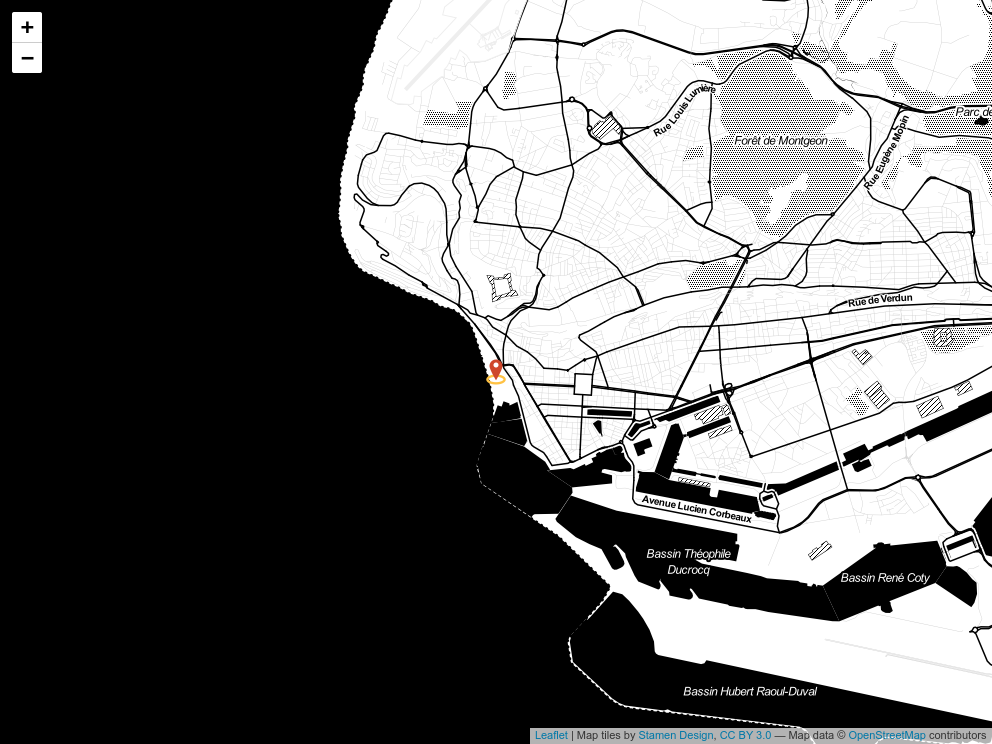 +
−
Rue Louis Lumière
Forêt de Montgeon
Parc de
Rue Eugène Mopin
Rue de Verdun
Avenue Lucien Corbeaux
Bassin Théophile
Ducrocq
Bassin René Coty
Bassin Hubert Raoul-Duval
Leaflet | Map tiles by Stamen Design, CC BY 3.0 — Map data © OpenStreetMap contributors